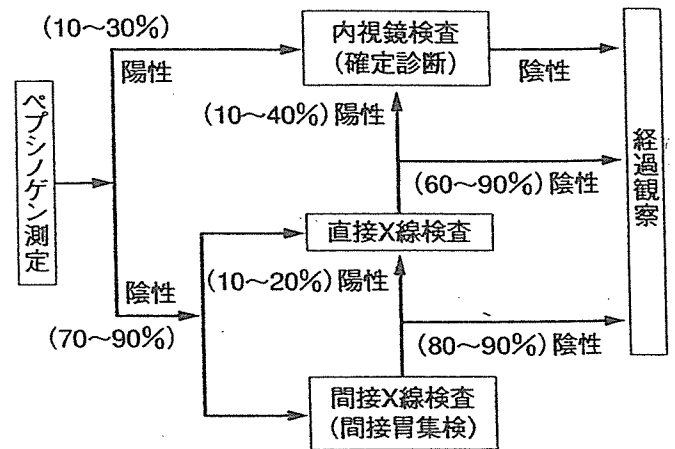 (10〜30%)
陽性
内視鏡検査
(確定診断)
陰性
ペプシノゲン測定
(10〜40%)陽性
(60〜90%)陰性
経過観察
直接X線検査
陰性
(10〜20%)陽性
(70〜90%)
(80〜90%)陰性
間接X線検査
(間接胃集検)